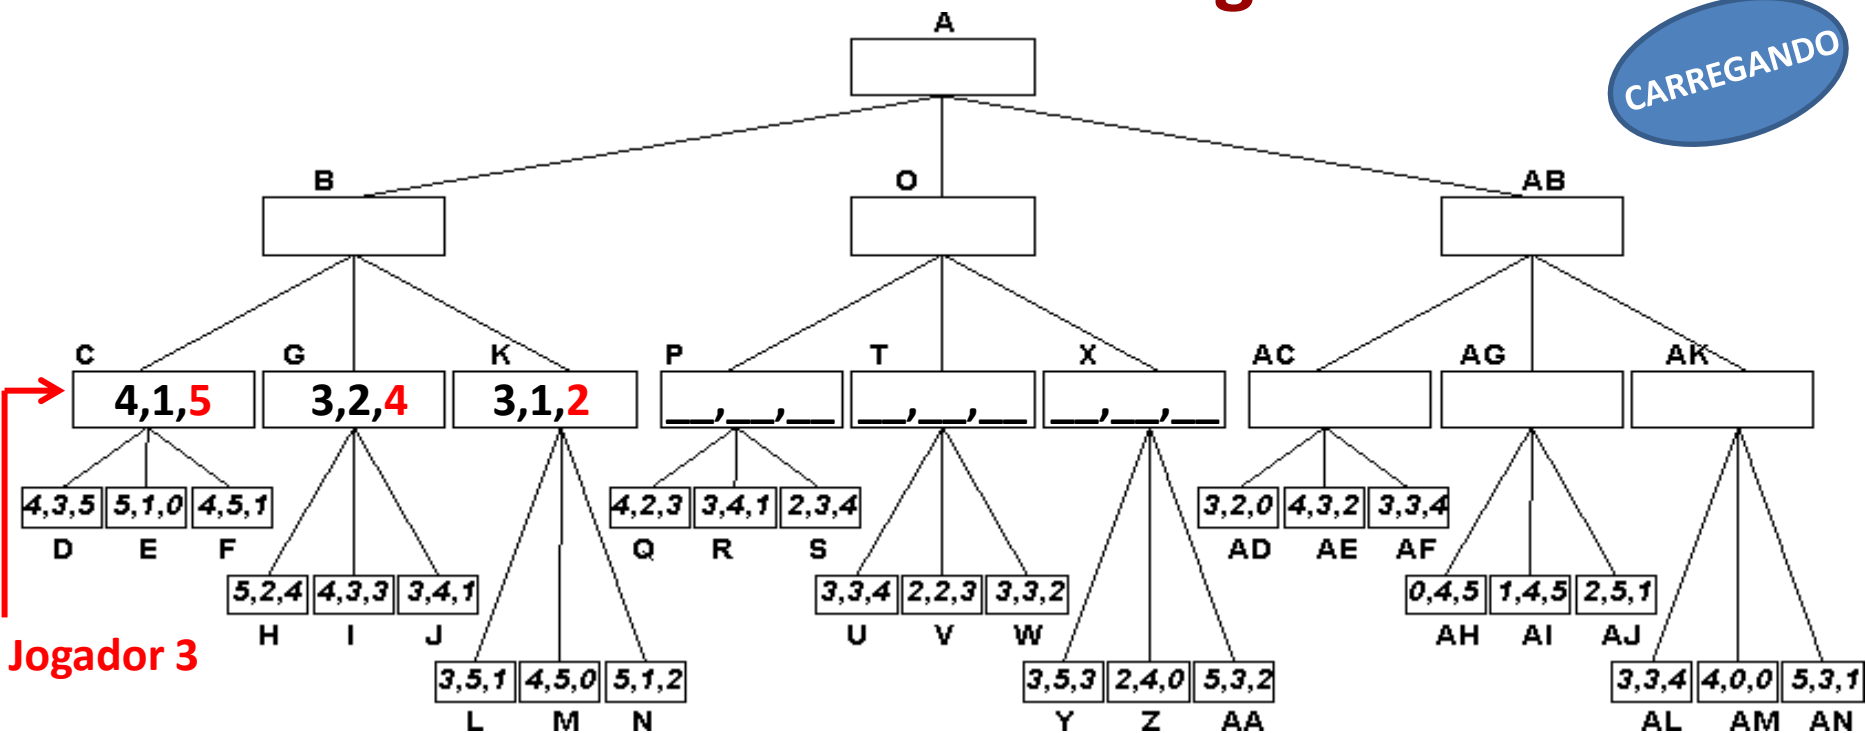 A
CARREGANDO
B O AB
C G K P T X AC AG AK
4,1,5 3,2,4 3,1,2 __,__,__ __,__,__ __,__,__
4,3,5 5,1,0 4,5,1 4,2,3 3,4,1 2,3,4 3,2,0 4,3,2 3,3,4
D E F Q R S AD AE AF
5,2,4 4,3,3 3,4,1 3,3,4 2,2,3 3,3,2 0,4,5 1,4,5 2,5,1
H I J U V W AH AI AJ
Jogador 3
3,5,1 4,5,0 5,1,2 3,5,3 2,4,0 5,3,2 3,3,4 4,0,0 5,3,1
L M N Y Z AA AL AM AN